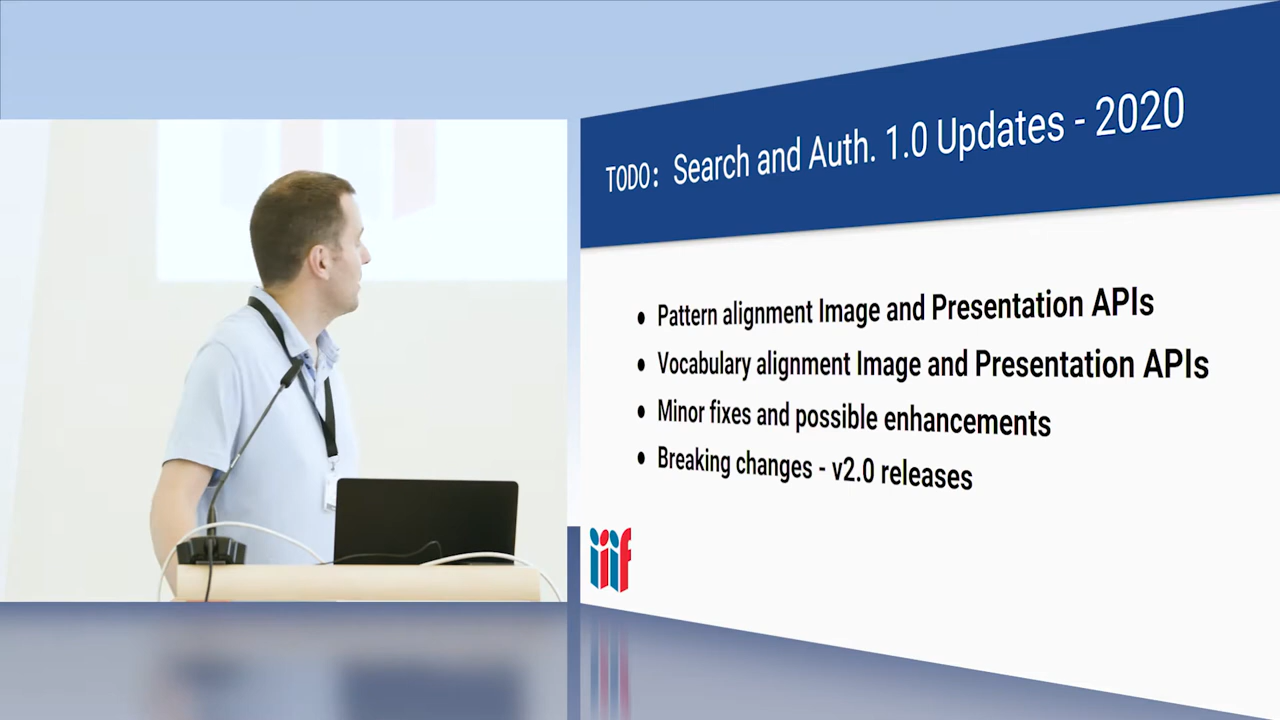 TODO: Search and Auth. 1.0 Updates - 2020
• Pattern alignment Image and Presentation APIs
• Vocabulary alignment Image and Presentation APIs
• Minor fixes and possible enhancements
• Breaking changes - v2.0 releases
iiif